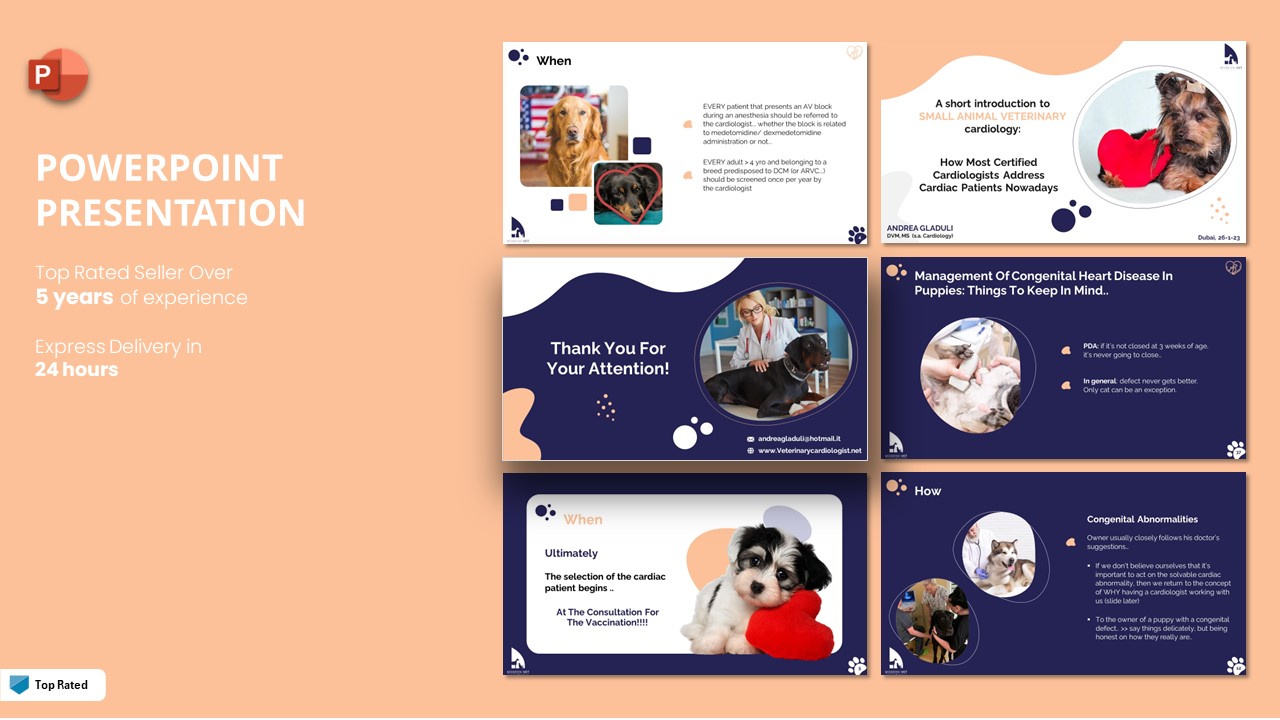 P
POWERPOINT
PRESENTATION
Top Rated Seller Over
5 years of experience
Express Delivery in
24 hours
Top Rated
When
EVERY patient that presents an AV block
during an anesthesia should be referred to
the cardiologist... whether the block is related
to medetomidine/ dexmedetomidine
administration or not...
EVERY adult > 4 yro and belonging to a
breed predisposed to DCM (or ARVC...)
should be screened once per year by
the cardiologist
A short introduction to
SMALL ANIMAL VETERINARY
cardiology:
How Most Certified
Cardiologists Address
Cardiac Patients Nowadays
ANDREA GLADULI
DVM, MS (s.a. Cardiology)
Dubai, 26-1-23
Thank You For
Your Attention!
andreagladuli@hotmail.it
www.Veterinarycardiologist.net
Management Of Congenital Heart Disease In
Puppies: Things To Keep In Mind..
PDA: if it's not closed at 3 weeks of age,
it's never going to close...
In general: defect never gets better.
Only cat can be an exception.
When
Ultimately
The selection of the cardiac
patient begins ..
At The Consultation For
The Vaccination!!!!
How
Congenital Abnormalities
Owner usually closely follows his doctor's
suggestions...
If we don't believe ourselves that it's
important to act on the solvable cardiac
abnormality, then we return to the concept
of WHY having a cardiologist working with
us (slide later)
To the owner of a puppy with a congenital
defect.. >> say things delicately, but being
honest on how they really are..